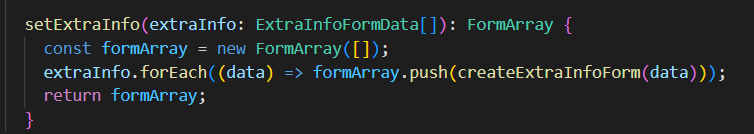 setExtraInfo(extraInfo: ExtraInfoFormData[]): FormArray {
  const formArray = new FormArray([]);
  extraInfo.forEach((data) => formArray.push(createExtraInfoForm(data)));
  return formArray;
}